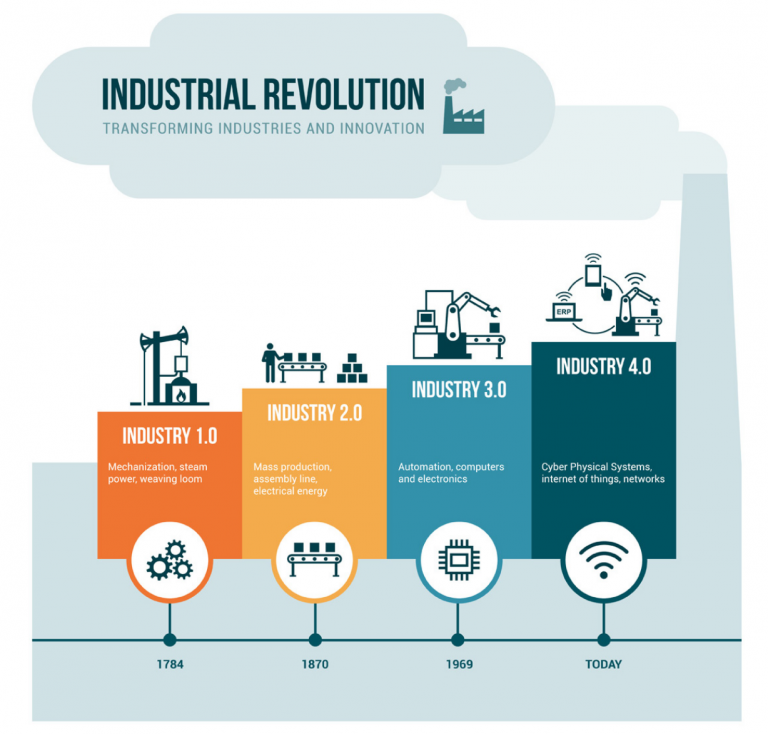 INDUSTRIAL REVOLUTION
TRANSFORMING INDUSTRIES AND INNOVATION
ERP
INDUSTRY 1.0
Mechanization, steam
power, weaving loom
INDUSTRY 2.0
Mass production,
assembly line,
electrical energy
INDUSTRY 3.0
Automation, computers
and electronics
INDUSTRY 4.0
Cyber Physical Systems,
internet of things, networks
1784
1870
1969
TODAY